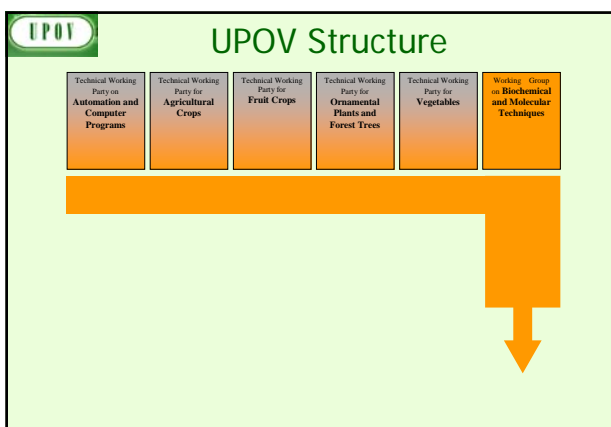 UPOV
UPOV Structure
Technical Working
Party on
Automation and
Computer
Programs
Technical Working
Party for
Agricultural
Crops
Technical Working
Party for
Fruit Crops
Technical Working
Party for
Ornamental
Plants and
Forest Trees
Technical Working
Party for
Vegetables
Working Group
on Biochemical
and Molecular
Techniques